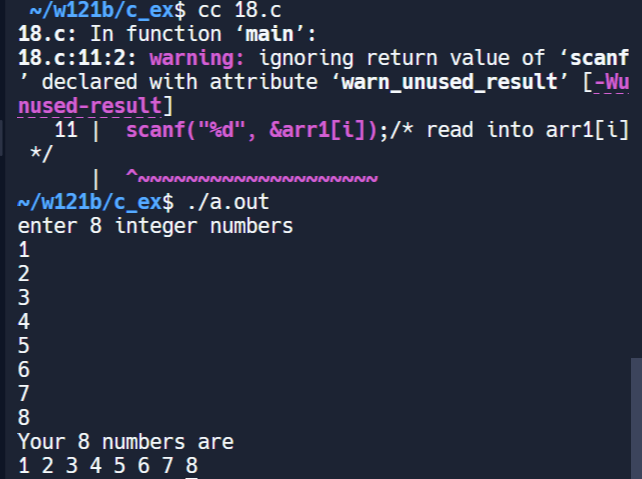 ~/w121b/c_ex$ cc 18.c
18.c: In function ‘main’:
18.c:11:2: warning: ignoring return value of ‘scanf
’ declared with attribute ‘warn_unused_result’ [-Wu
nused-result]
   11 |  scanf("%d", &arr1[i]);/* read into arr1[i]
 */
      |  ^~~~~~~~~~~~~~~~~~~~~
~/w121b/c_ex$ ./a.out
enter 8 integer numbers
1
2
3
4
5
6
7
8
Your 8 numbers are
1 2 3 4 5 6 7 8